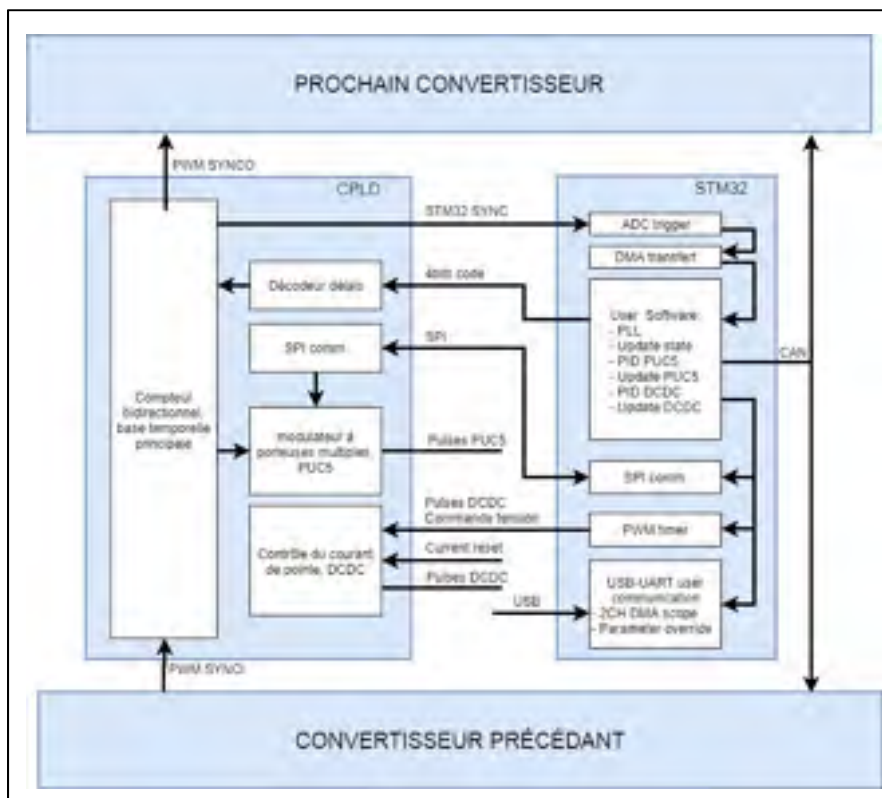 PROCHAIN CONVERTISSEUR
PWM SYNCO
CPLD
STM32
STM32 SYNC
ADC trigger
DMA transfert
4bits code
Décodeur délais
User Software:
- PLL
- Update state
- PID PUC5
- Update PUC5
- PID DCDC
- Update DCDC
CAN
SPI comm
SPI
Compteur
bidirectionnel,
base temporelle
principale
modulateur à
porteuses multiples,
PUC5
Pulses PUC5
SPI comm
Pulses DCDC
Commande tension
PWM timer
Contrôle du courant
de pointe, DCDC
Current reset
Pulses DCDC
USB
USB-UART user
communication
- 2CH DMA scope
- Parameter override
CONVERTISSEUR PRÉCÉDANT